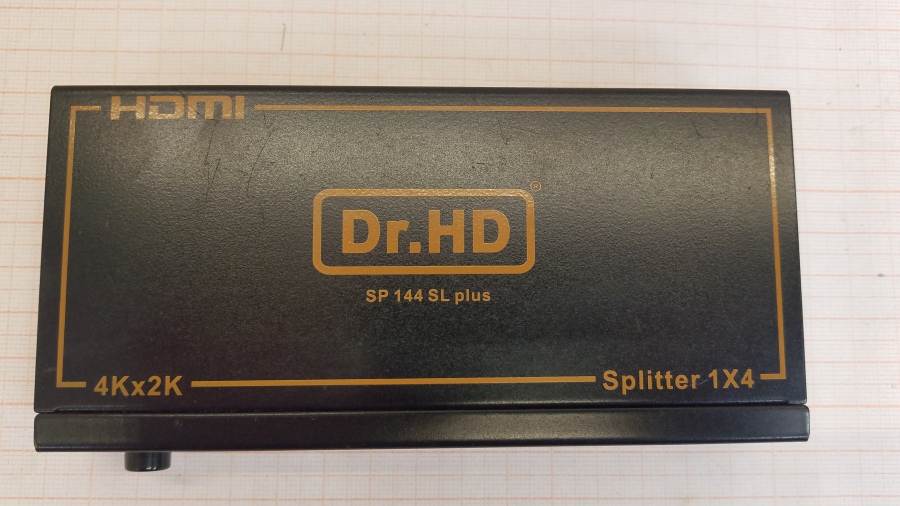 HDMI
Dr.HD®
SP 144 SL plus
4Kx2K
Splitter 1X4